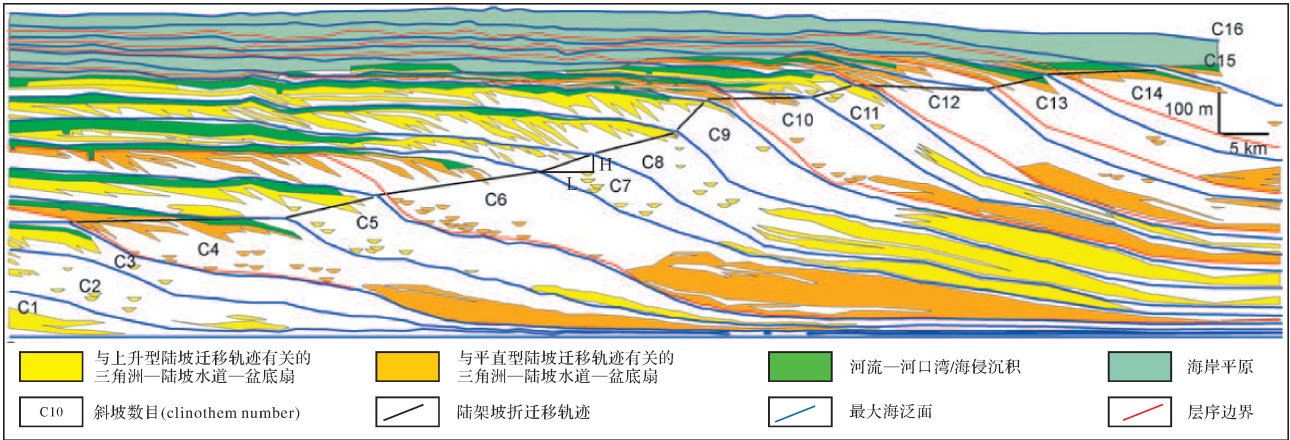 C16
C15
C14
C13
C12
C11
C10
C9
C8
C7
C6
C5
C4
C3
C2
C1
H
L
100 m
5 km
与上升型陆坡迁移轨迹有关的
三角洲—陆坡水道—盆底扇
与平直型陆坡迁移轨迹有关的
三角洲—陆坡水道—盆底扇
河流—河口湾/海侵沉积
海岸平原
C10
斜坡数目(clinothem number)
陆架坡折迁移轨迹
最大海泛面
层序边界